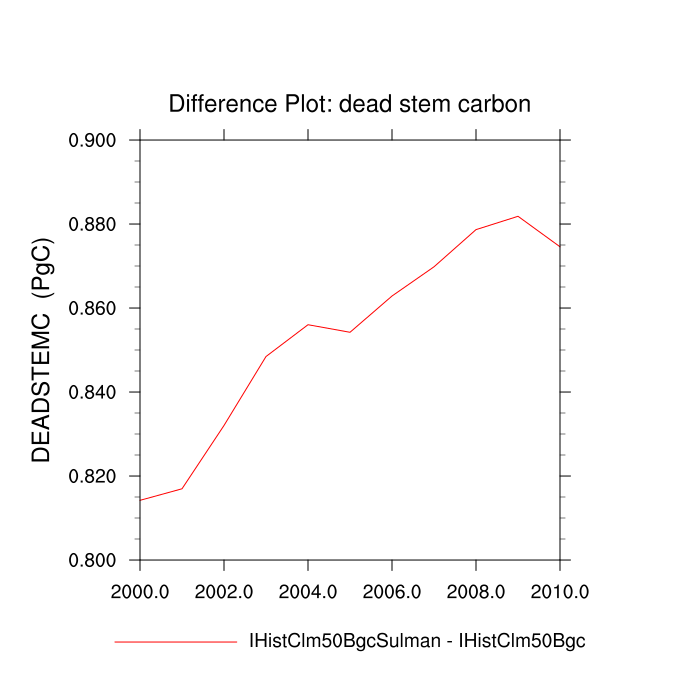 Difference Plot: dead stem carbon
DEADSTEMC (PgC)
0.900
0.880
0.860
0.840
0.820
0.800
2000.0 2002.0 2004.0 2006.0 2008.0 2010.0
IHistClm50BgcSulman - IHistClm50Bgc